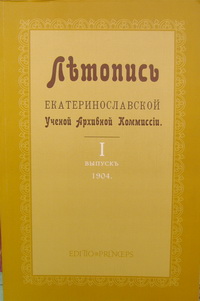 Лѣтопись
ЕКАТЕРИНОСЛАВСКОЙ
Ученой Архивной Коммиссіи.
I
ВЫПУСКЪ
1904.